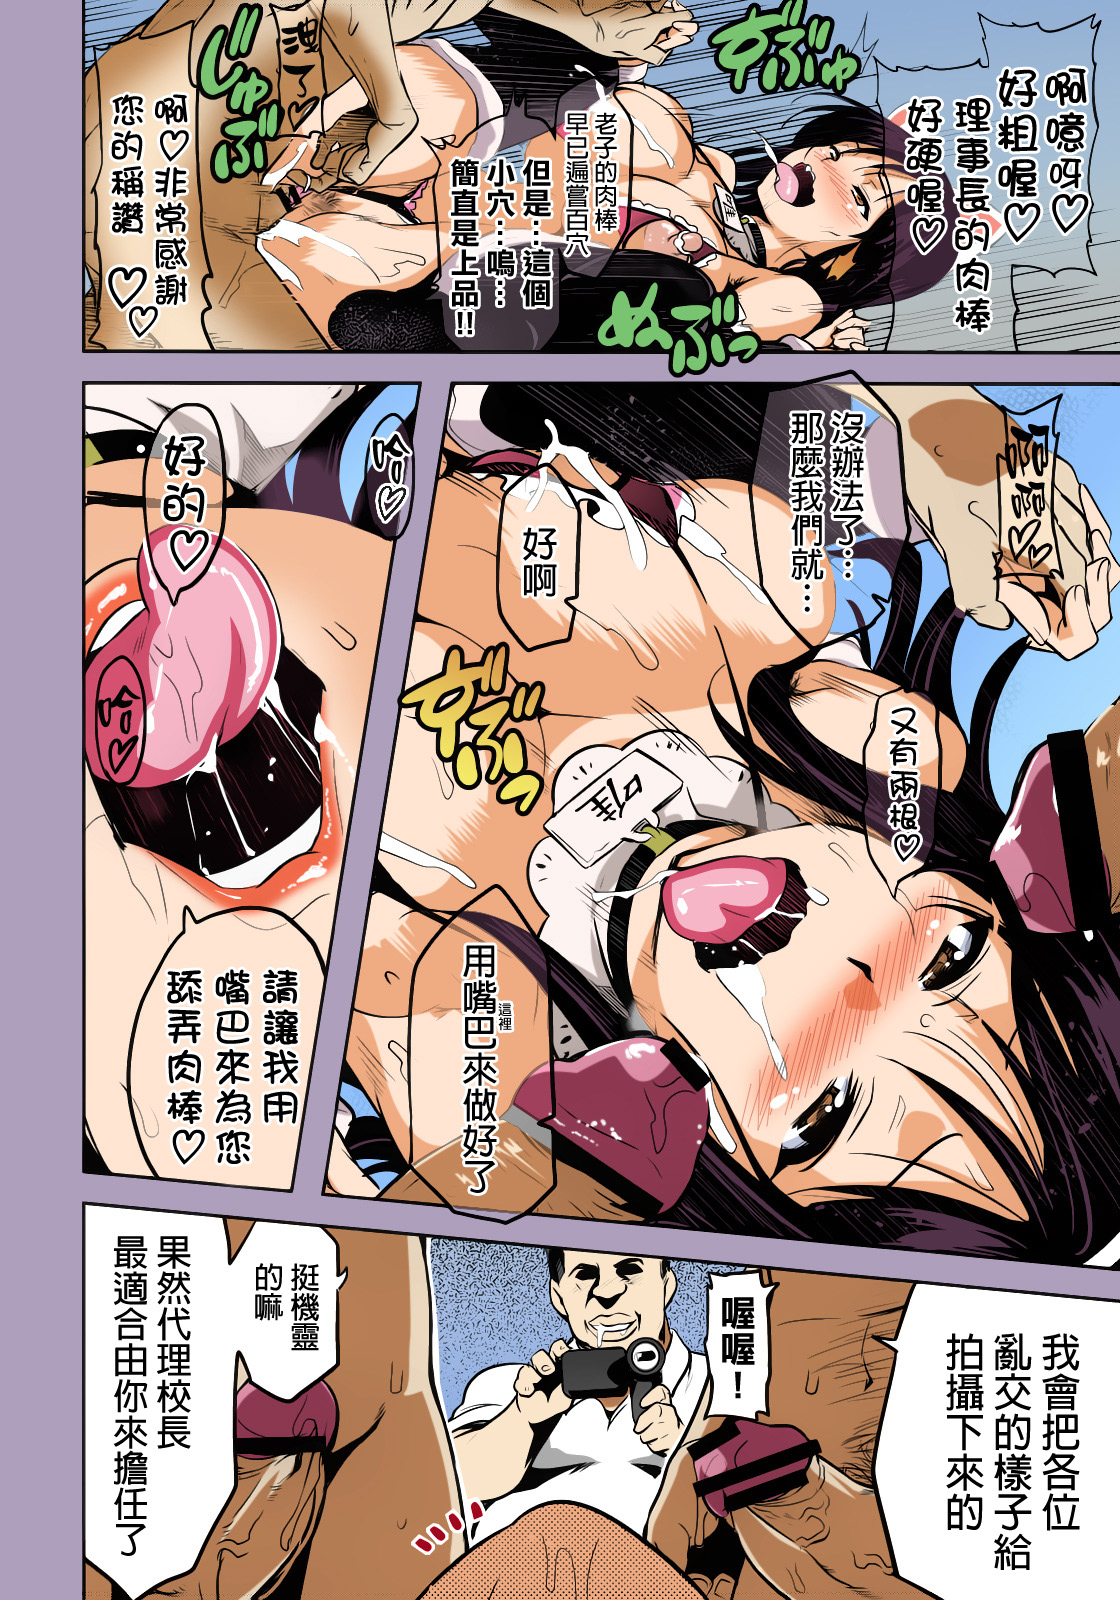 啊噫呀♡
好粗喔♡
理事長的肉棒
好硬喔♡
ずぶゅ
老子的肉棒
早已遍嘗百穴
但是…這個
小穴…嗚…
簡直是上品!!
ぬぶっ
洩了♡
じゅぶ
啊♡非常感謝
您的稱讚
♡♡
啊啊♡♡
沒辦法了…
那麼我們就…
好啊
又有兩根♡
ずぶっ
用嘴巴來做好了
這裡
哈♡
好的♡
哈♡
請讓我用
嘴巴來為您
舔弄肉棒♡
我會把各位
亂交的樣子給
拍攝下來的
喔喔！
挺機靈
的嘛
果然代理校長
最適合由你來擔任了